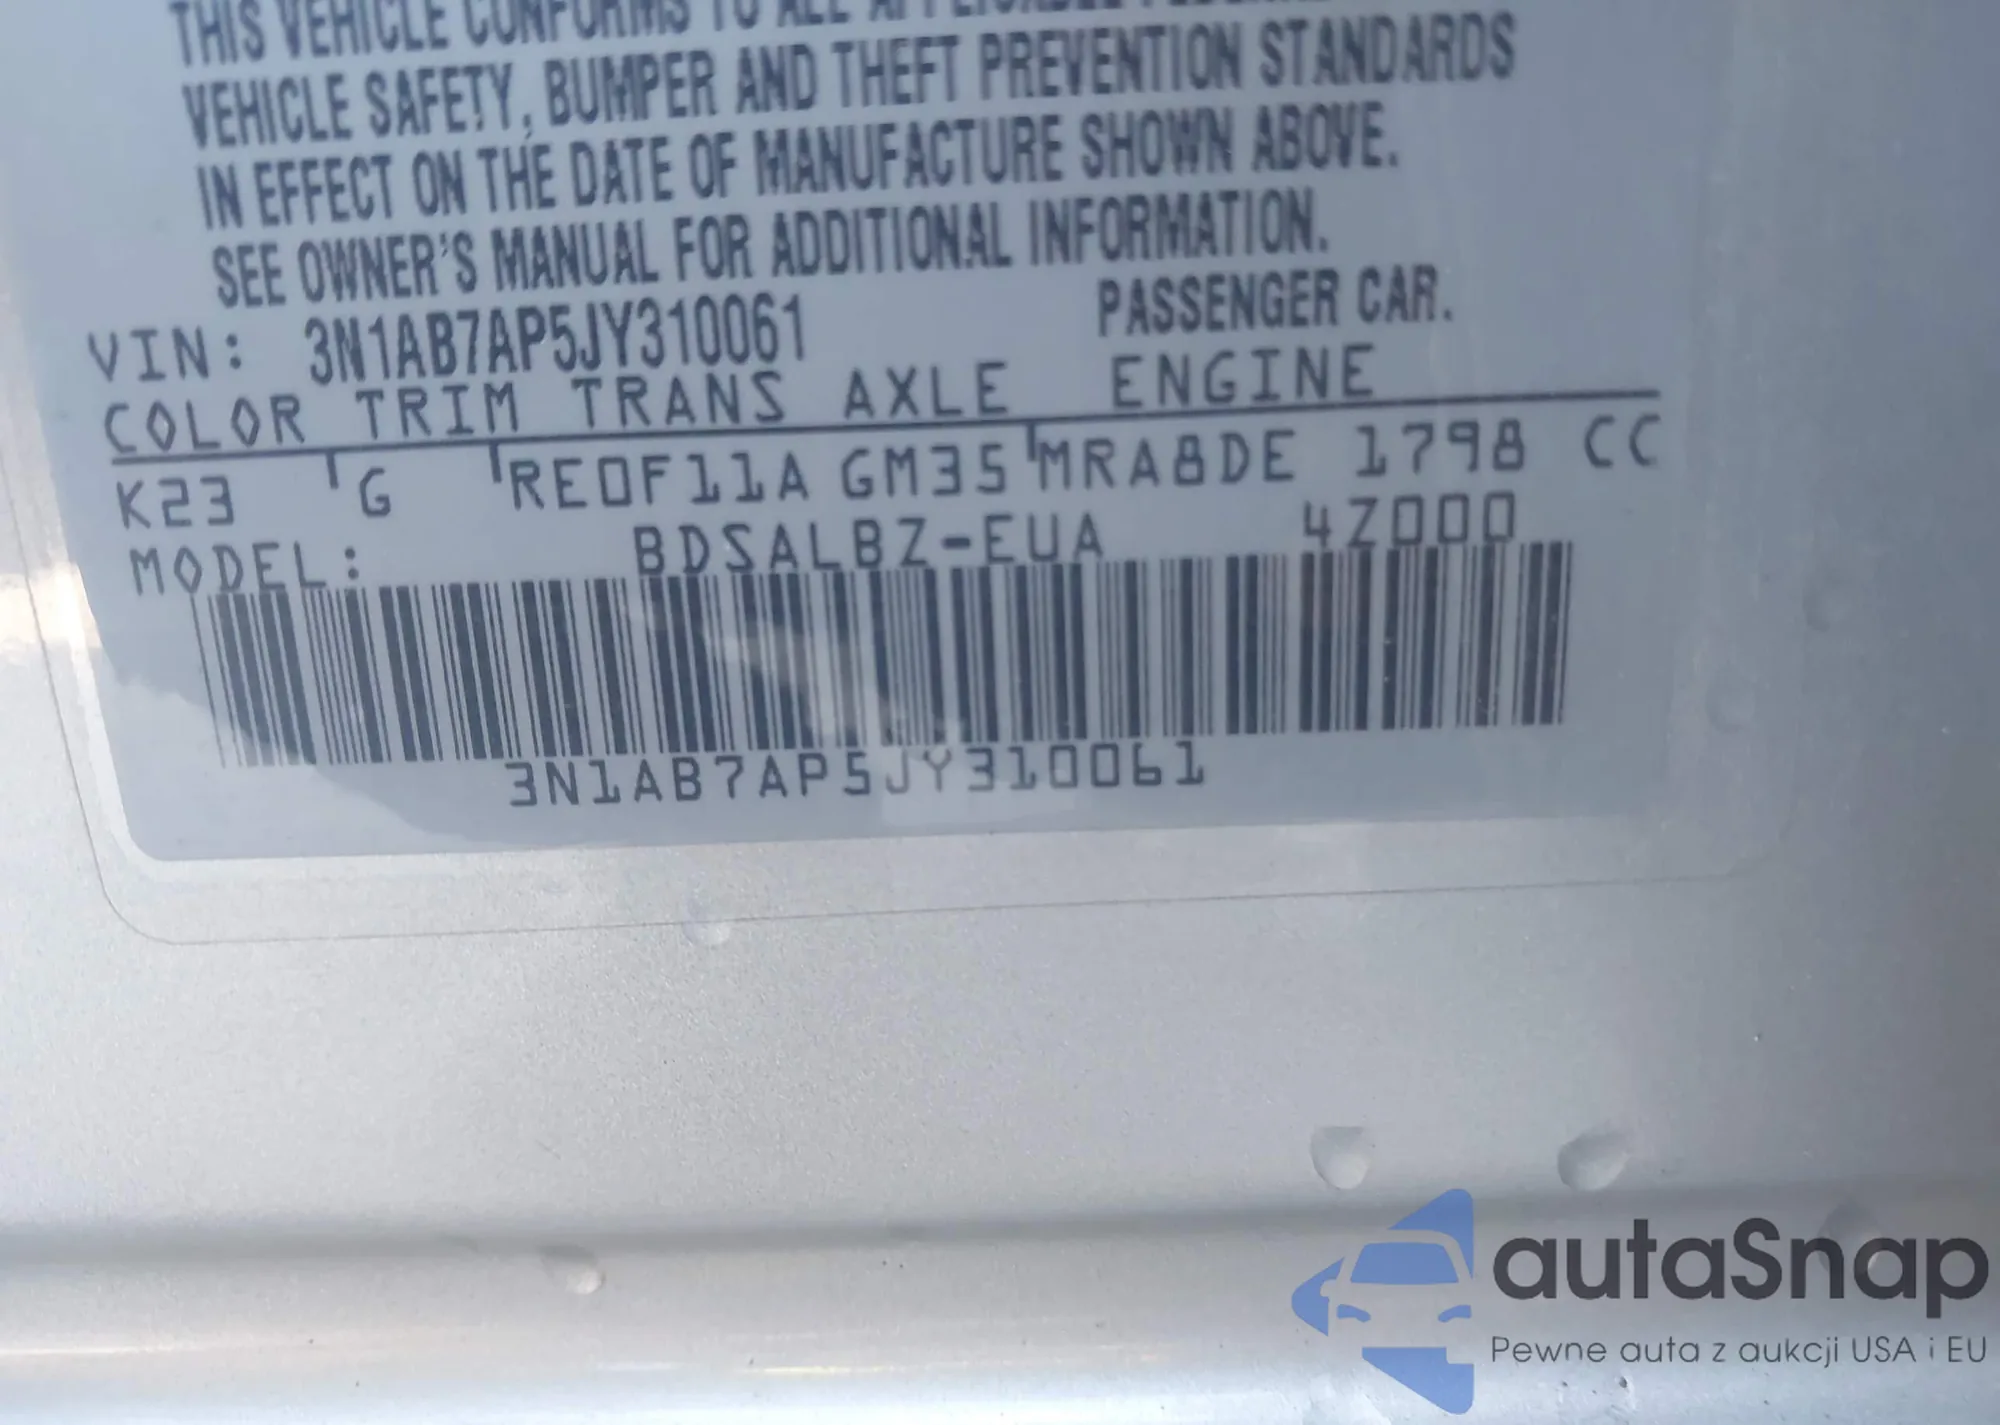 THIS VEHICLE CONFORMS TO ALL APPLICABLE FEDERAL
VEHICLE SAFETY, BUMPER AND THEFT PREVENTION STANDARDS
IN EFFECT ON THE DATE OF MANUFACTURE SHOWN ABOVE.
SEE OWNER'S MANUAL FOR ADDITIONAL INFORMATION.
VIN: 3N1AB7AP5JY310061 PASSENGER CAR.
COLOR TRIM TRANS AXLE ENGINE
K23 G RE0F11A GM35 MRA8DE 1798 CC
MODEL: BDSALBZ-EUA 4Z000
3N1AB7AP5JY310061
autaSnap
Pewne auta z aukcji USA i EU